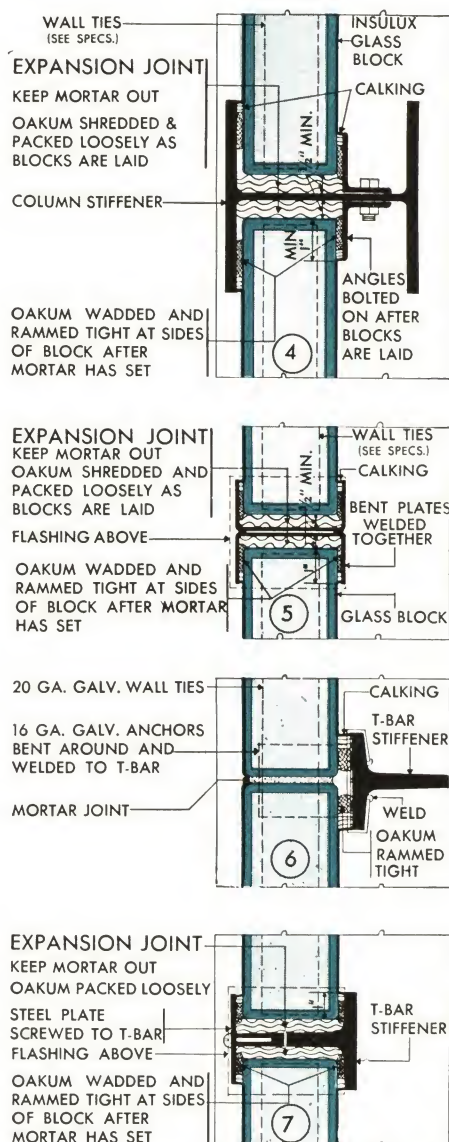 WALL TIES
(SEE SPECS.)
EXPANSION JOINT
KEEP MORTAR OUT
OAKUM SHREDDED &
PACKED LOOSELY AS
BLOCKS ARE LAID
COLUMN STIFFENER
OAKUM WADDED AND
RAMMED TIGHT AT SIDES
OF BLOCK AFTER
MORTAR HAS SET
INSULUX
GLASS
BLOCK
CALKING
1/2" MIN.
MIN.
1"
ANGLES
BOLTED
ON AFTER
BLOCKS
ARE LAID
4
EXPANSION JOINT
KEEP MORTAR OUT
OAKUM SHREDDED AND
PACKED LOOSELY AS
BLOCKS ARE LAID
FLASHING ABOVE
OAKUM WADDED AND
RAMMED TIGHT AT SIDES
OF BLOCK AFTER MORTAR
HAS SET
WALL TIES
(SEE SPECS.)
CALKING
1/2" MIN.
BENT PLATES
WELDED
TOGETHER
1"
GLASS BLOCK
5
20 GA. GALV. WALL TIES
16 GA. GALV. ANCHORS
BENT AROUND AND
WELDED TO T-BAR
MORTAR JOINT
CALKING
T-BAR
STIFFENER
WELD
OAKUM
RAMMED
TIGHT
6
EXPANSION JOINT
KEEP MORTAR OUT
OAKUM PACKED LOOSELY
STEEL PLATE
SCREWED TO T-BAR
FLASHING ABOVE
OAKUM WADDED AND
RAMMED TIGHT AT SIDES
OF BLOCK AFTER
MORTAR HAS SET
1"
T-BAR
STIFFENER
7